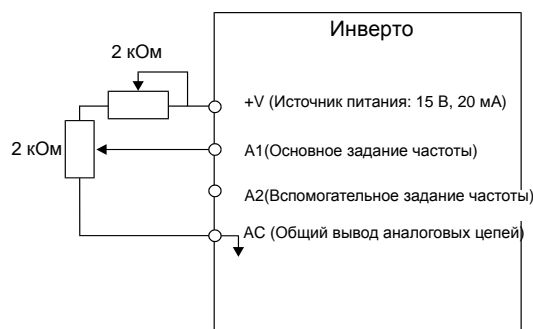 Инверто
2 кОм
+V (Источник питания: 15 В, 20 мА)
2 кОм
A1(Основное задание частоты)
A2(Вспомогательное задание частоты)
AC (Общий вывод аналоговых цепей)